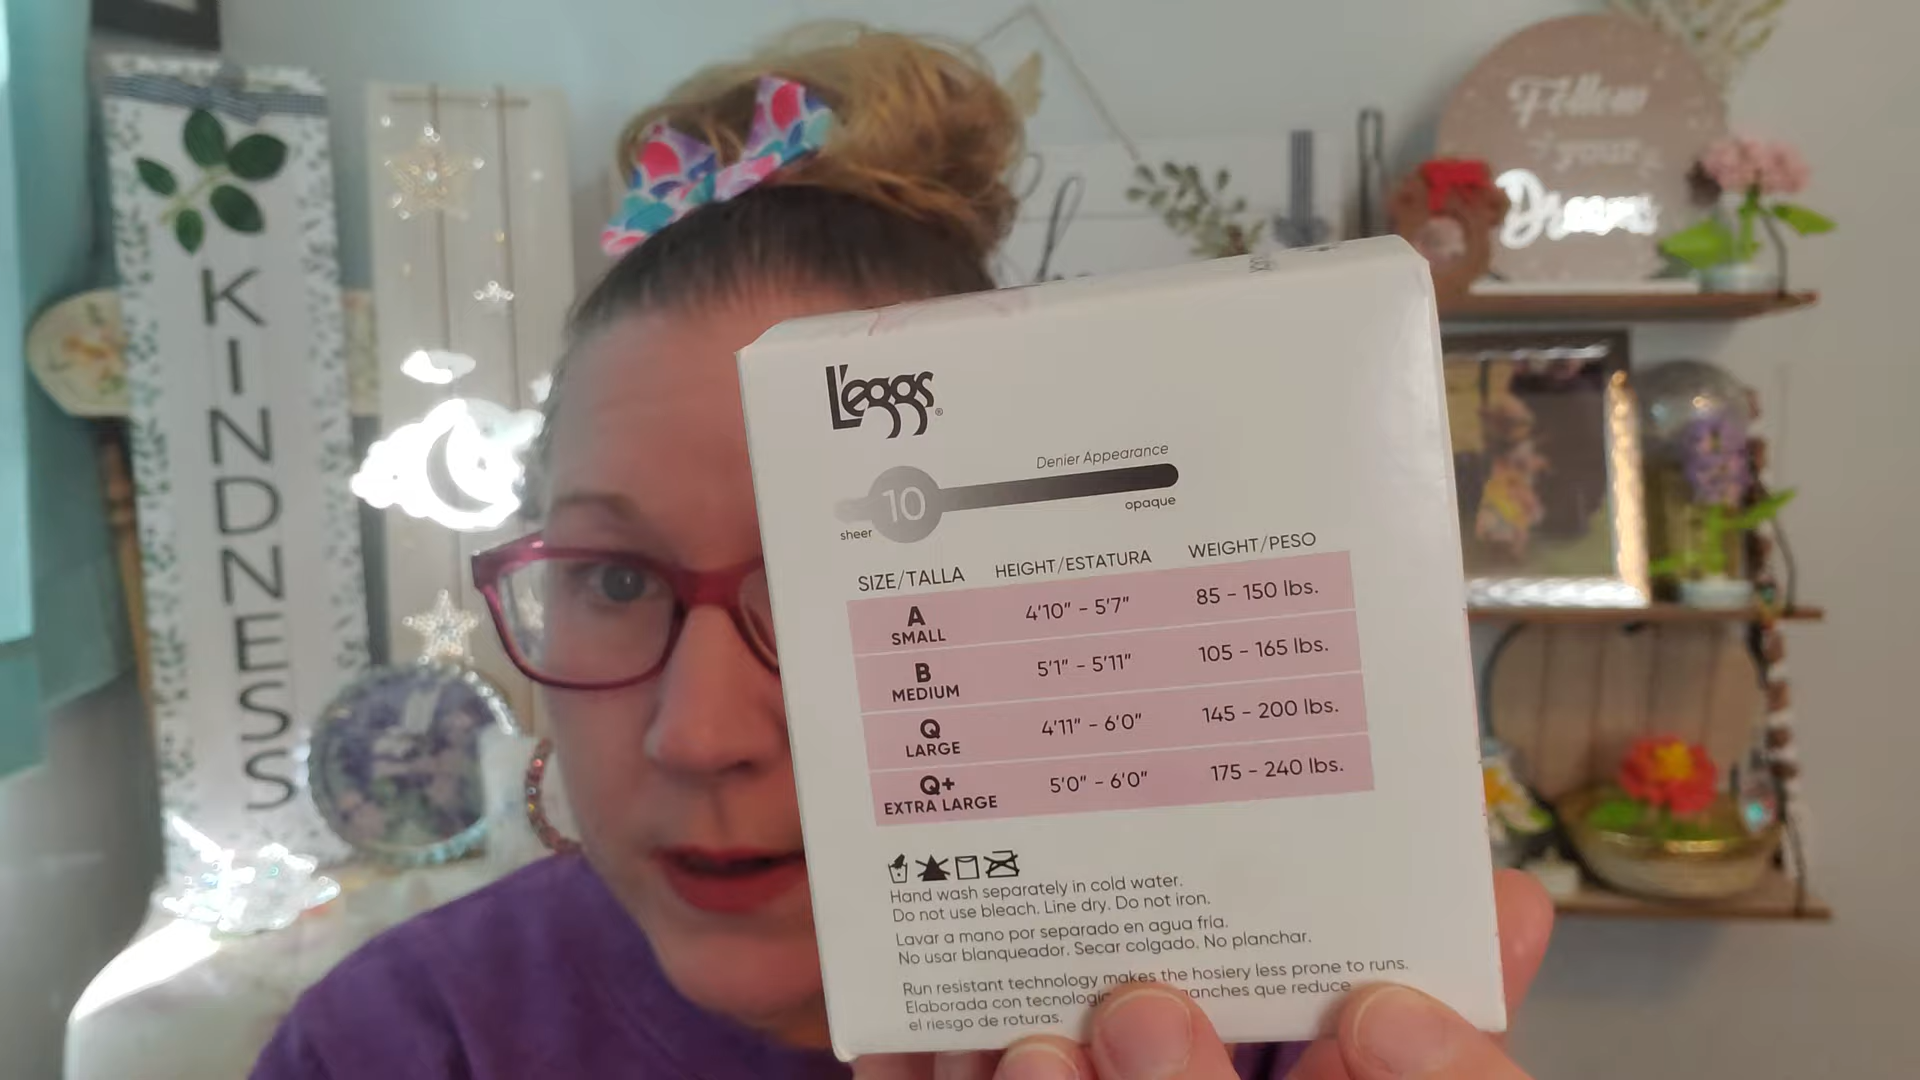 KINDNESS
Follow
your
Dreams
L'eggs®
Denier Appearance
10
sheer
opaque
SIZE/TALLA HEIGHT/ESTATURA WEIGHT/PESO
A
SMALL
4'10" - 5'7"
85 - 150 lbs.
B
MEDIUM
5'1" - 5'11"
105 - 165 lbs.
Q
LARGE
4'11" - 6'0"
145 - 200 lbs.
Q+
EXTRA LARGE
5'0" - 6'0"
175 - 240 lbs.
Hand wash separately in cold water.
Do not use bleach. Line dry. Do not iron.
Lavar a mano por separado en agua fría.
No usar blanqueador. Secar colgado. No planchar.
Run resistant technology makes the hosiery less prone to runs.
Elaborada con que reduce
el riesgo de roturas.